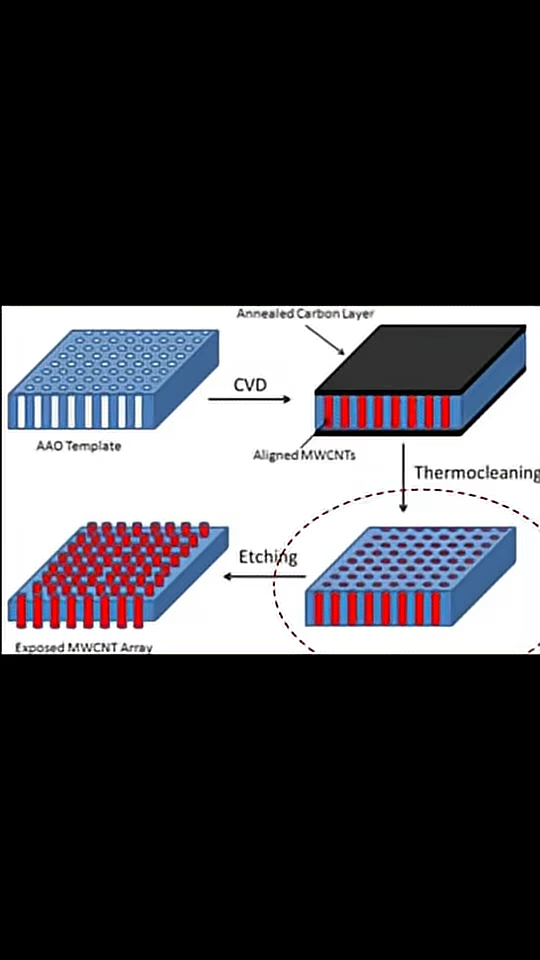 Annealed Carbon Layer
CVD
AAO Template
Aligned MWCNTs
Thermocleaning
Etching
Exposed MWCNT Array